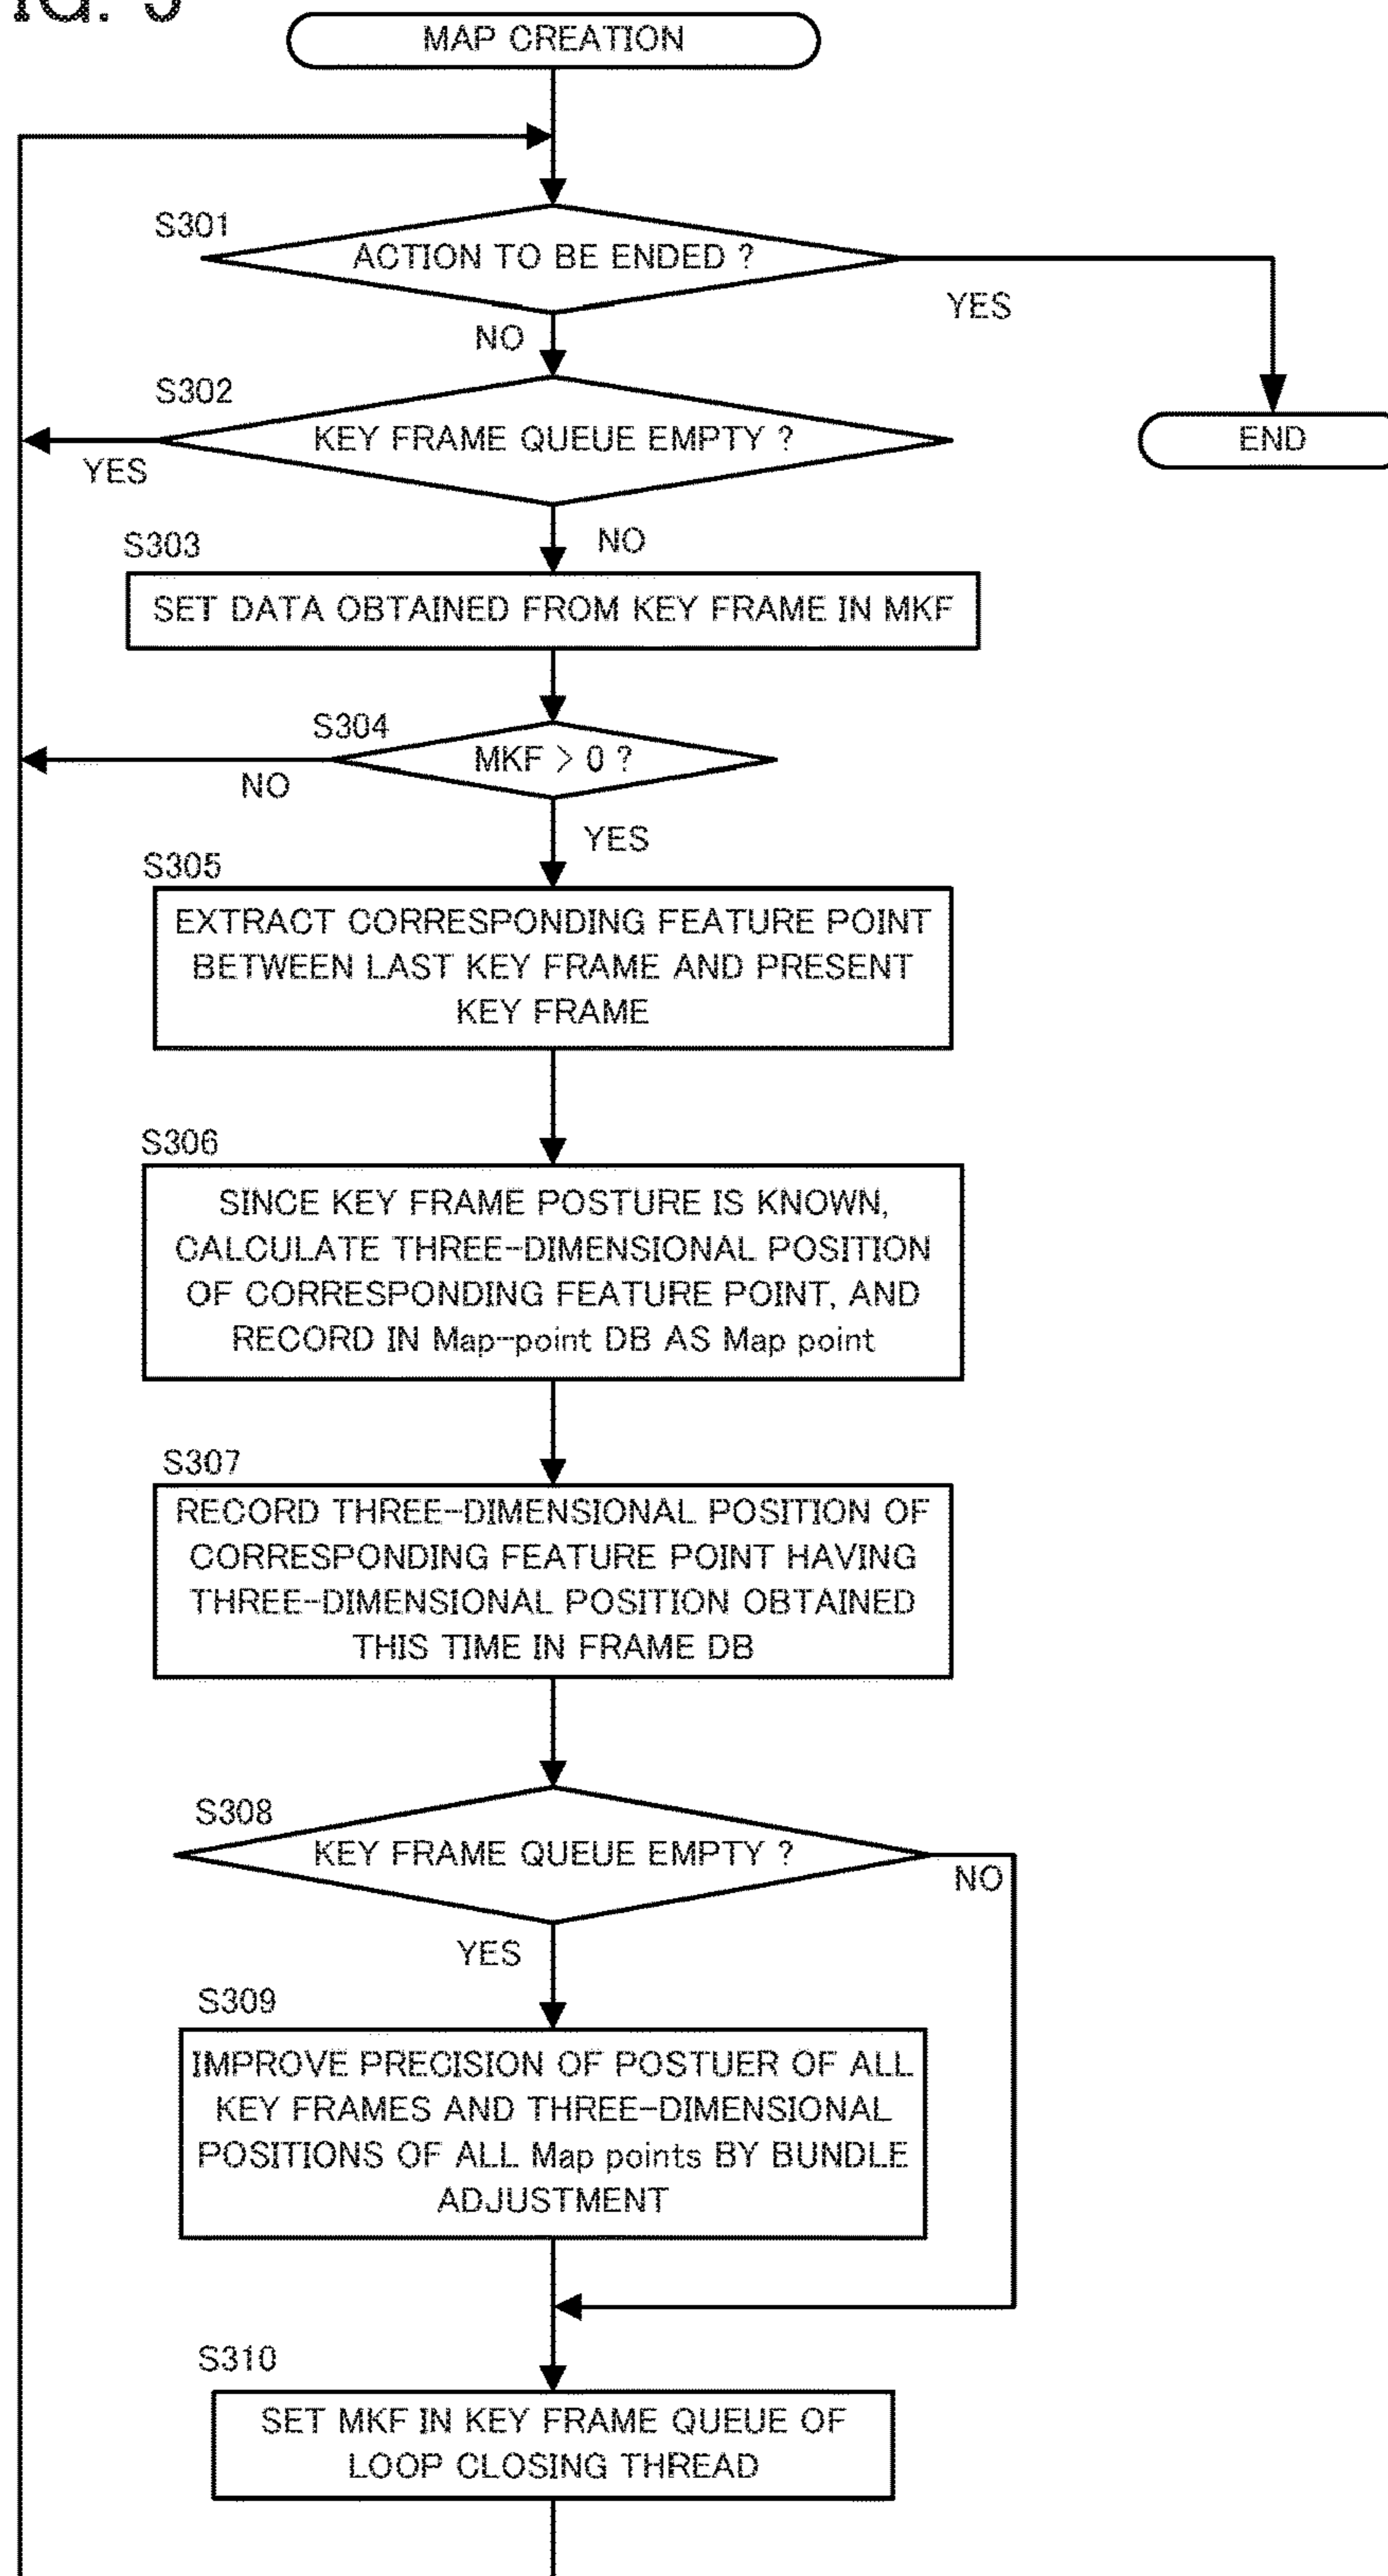 MAP CREATION
S301
ACTION TO BE ENDED ?
YES
NO
S302
KEY FRAME QUEUE EMPTY ?
END
YES
NO
S303
SET DATA OBTAINED FROM KEY FRAME IN MKF
S304
MKF > 0 ?
NO
YES
S305
EXTRACT CORRESPONDING FEATURE POINT
BETWEEN LAST KEY FRAME AND PRESENT
KEY FRAME
S306
SINCE KEY FRAME POSTURE IS KNOWN,
CALCULATE THREE-DIMENSIONAL POSITION
OF CORRESPONDING FEATURE POINT, AND
RECORD IN Map-point DB AS Map point
S307
RECORD THREE-DIMENSIONAL POSITION OF
CORRESPONDING FEATURE POINT HAVING
THREE-DIMENSIONAL POSITION OBTAINED
THIS TIME IN FRAME DB
S308
KEY FRAME QUEUE EMPTY ?
NO
YES
S309
IMPROVE PRECISION OF POSTUER OF ALL
KEY FRAMES AND THREE-DIMENSIONAL
POSITIONS OF ALL Map points BY BUNDLE
ADJUSTMENT
S310
SET MKF IN KEY FRAME QUEUE OF
LOOP CLOSING THREAD